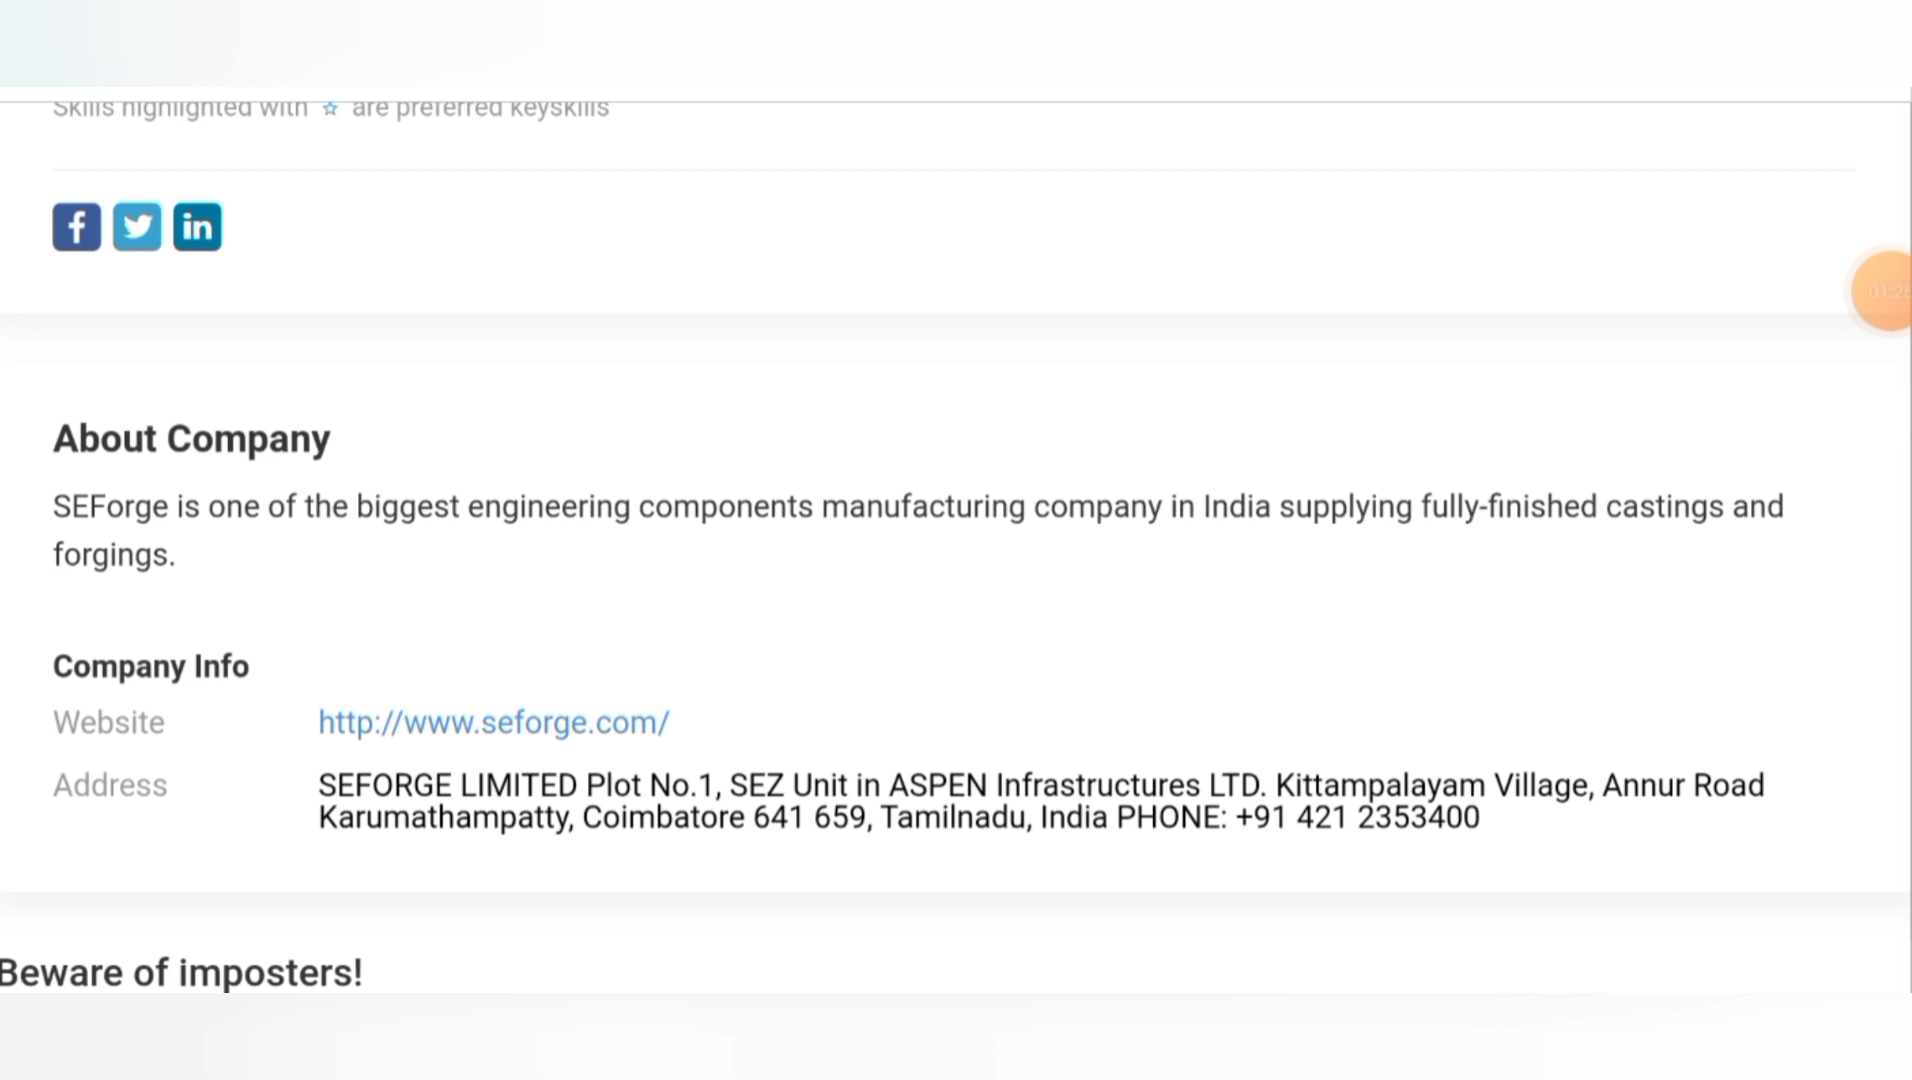 Skills highlighted with ☆ are preferred keyskills
About Company
SEForge is one of the biggest engineering components manufacturing company in India supplying fully-finished castings and
forgings.
Company Info
Website http://www.seforge.com/
Address SEFORGE LIMITED Plot No.1, SEZ Unit in ASPEN Infrastructures LTD. Kittampalayam Village, Annur Road
Karumathampatty, Coimbatore 641 659, Tamilnadu, India PHONE: +91 421 2353400
Beware of imposters!